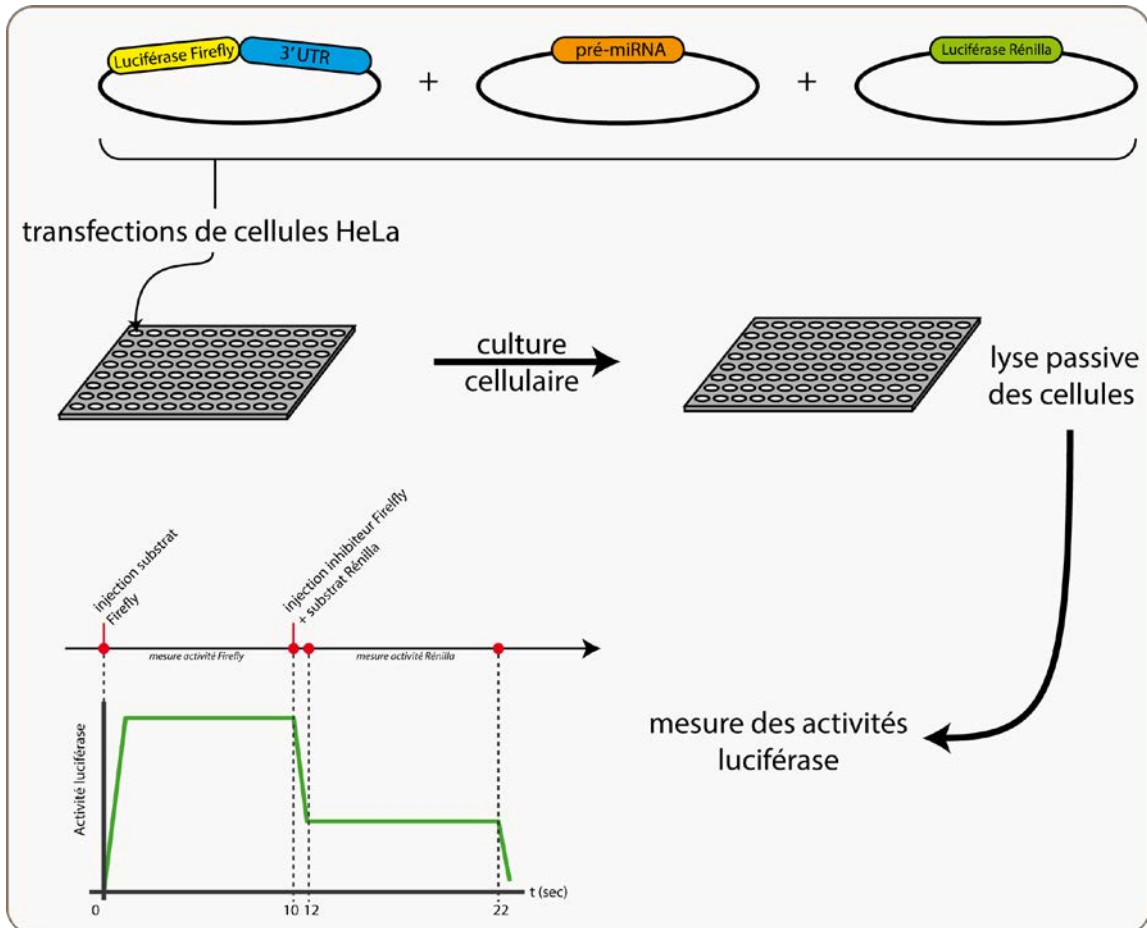 Luciférase Firefly
3' UTR
+
pré-miRNA
+
Luciférase Rénilla
transfections de cellules HeLa
culture
cellulaire
lyse passive
des cellules
injection substrat
Firefly
injection inhibiteur Firelfly
+ substrat Rénilla
mesure activité Firefly
mesure activité Rénilla
mesure des activités
luciférase
Activité luciférase
t (sec)
0
10
12
22